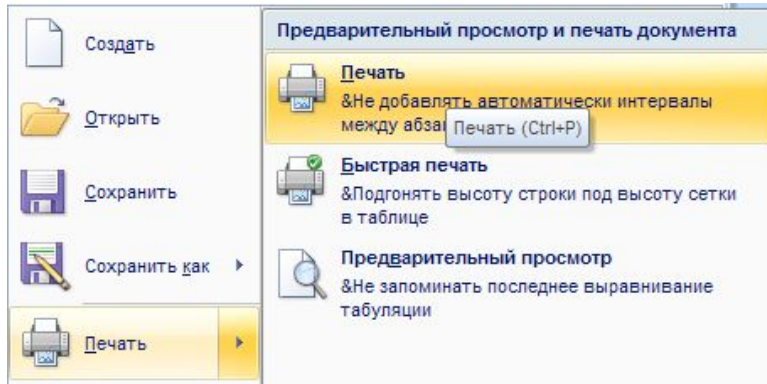 Создать
Открыть
Сохранить
Сохранить как
Печать
Предварительный просмотр и печать документа
Печать
&Не добавлять автоматически интервалы
между абза
Печать (Ctrl+P)
Быстрая печать
&Подгонять высоту строки под высоту сетки
в таблице
Предварительный просмотр
&Не запоминать последнее выравнивание
табуляции